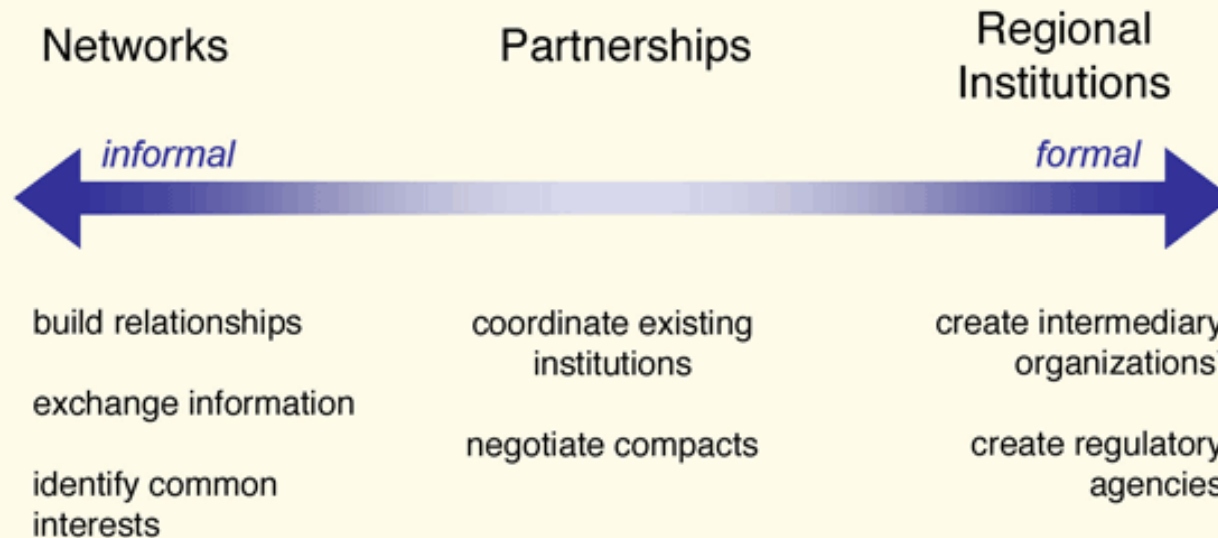 Networks
Partnerships
Regional
Institutions
informal
formal
build relationships
exchange information
identify common
interests
coordinate existing
institutions
negotiate compacts
create intermediary
organizations
create regulatory
agencies